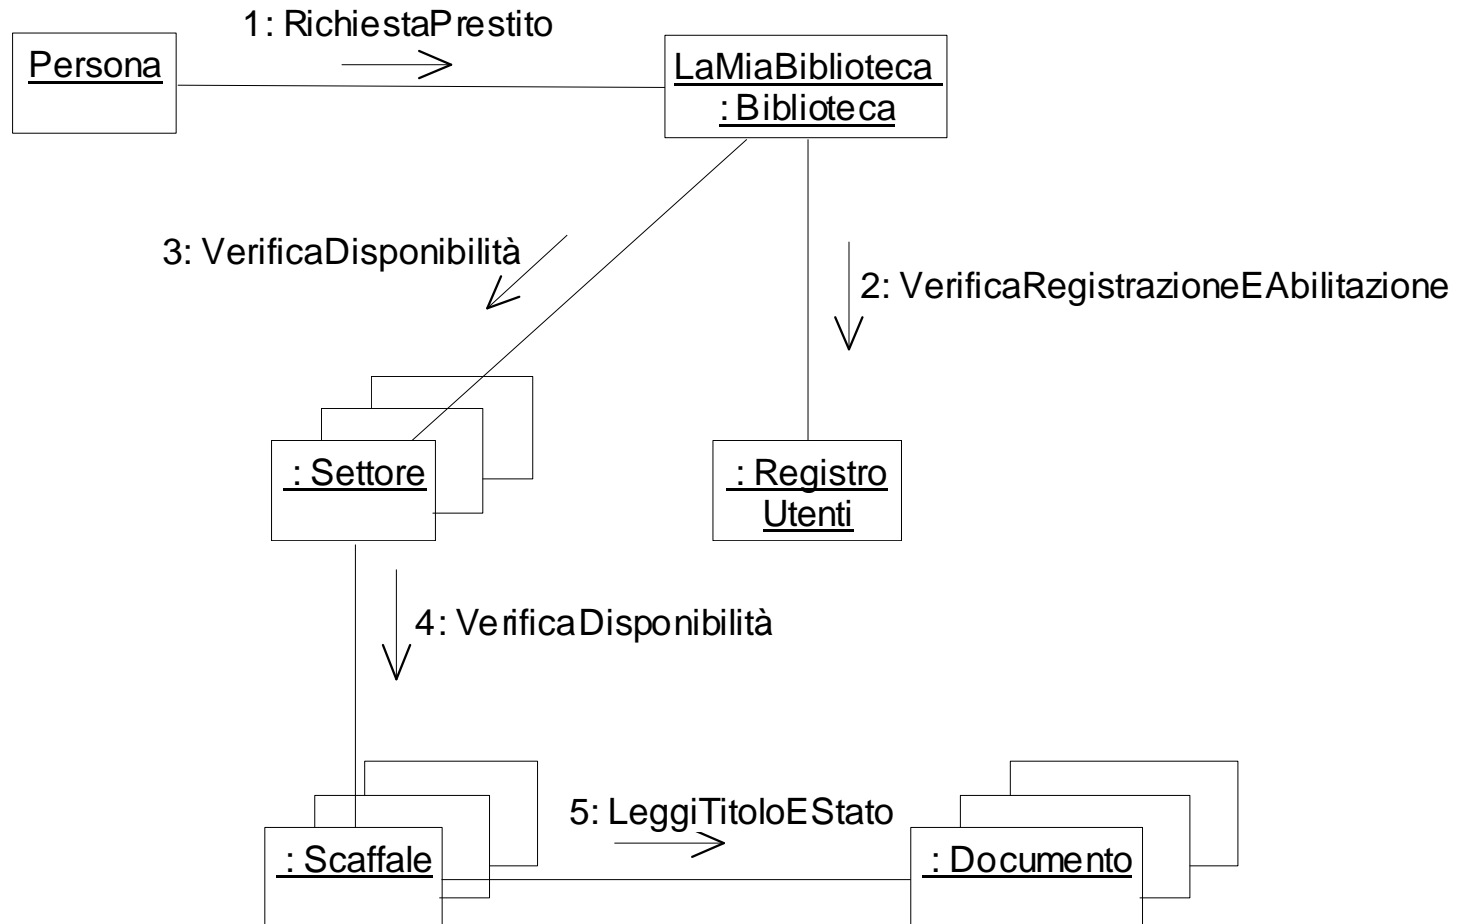 1: RichiestaPrestito
Persona
LaMiaBiblioteca
: Biblioteca
3: VerificaDisponibilità
2: VerificaRegistrazioneEAbilitazione
: Settore
: Registro
Utenti
4: VerificaDisponibilità
5: LeggiTitoloEStato
: Scaffale
: Documento